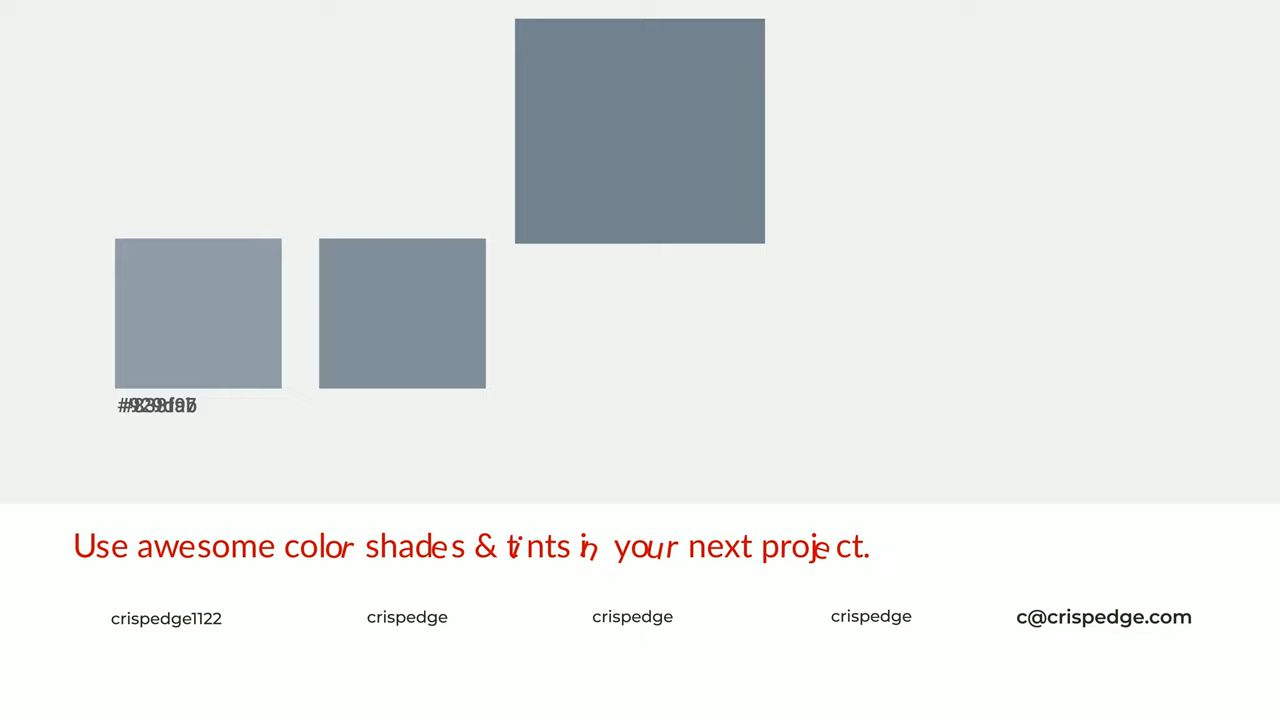 Use awesome color shades & tints in your next project.
crispedge1122 crispedge crispedge crispedge c@crispedge.com